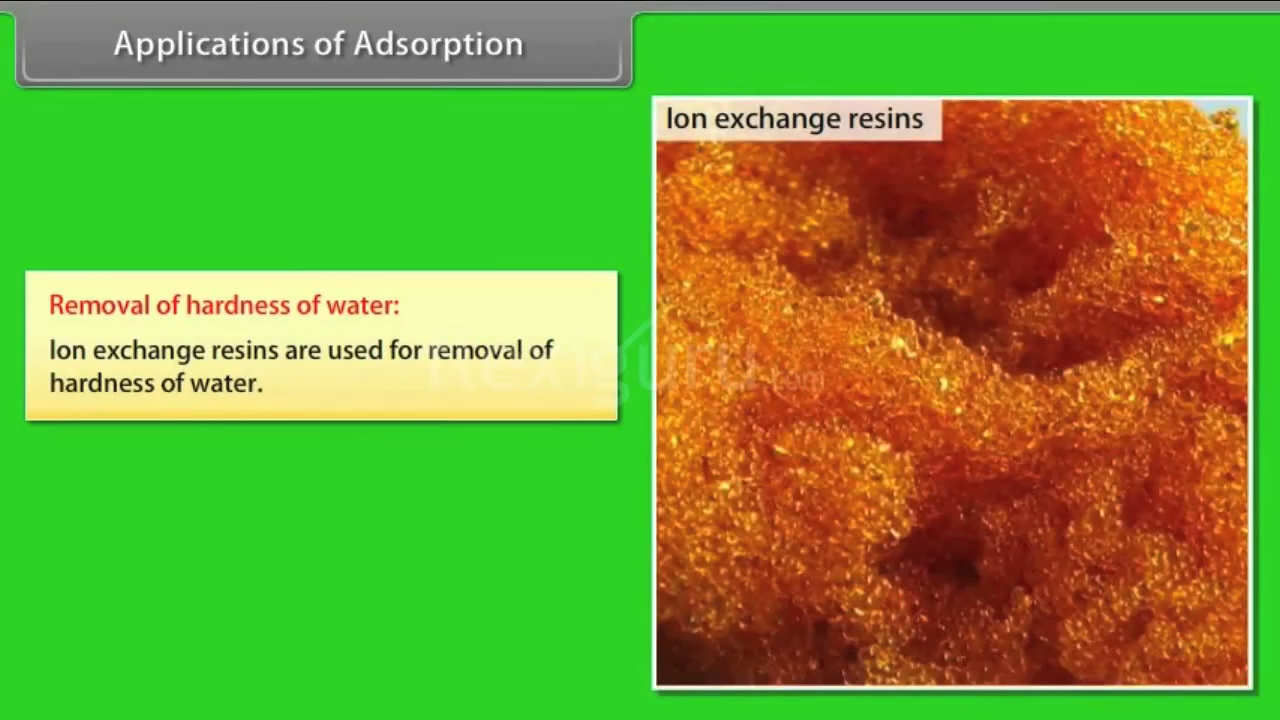 Applications of Adsorption
Ion exchange resins
Removal of hardness of water:
Ion exchange resins are used for removal of
hardness of water.